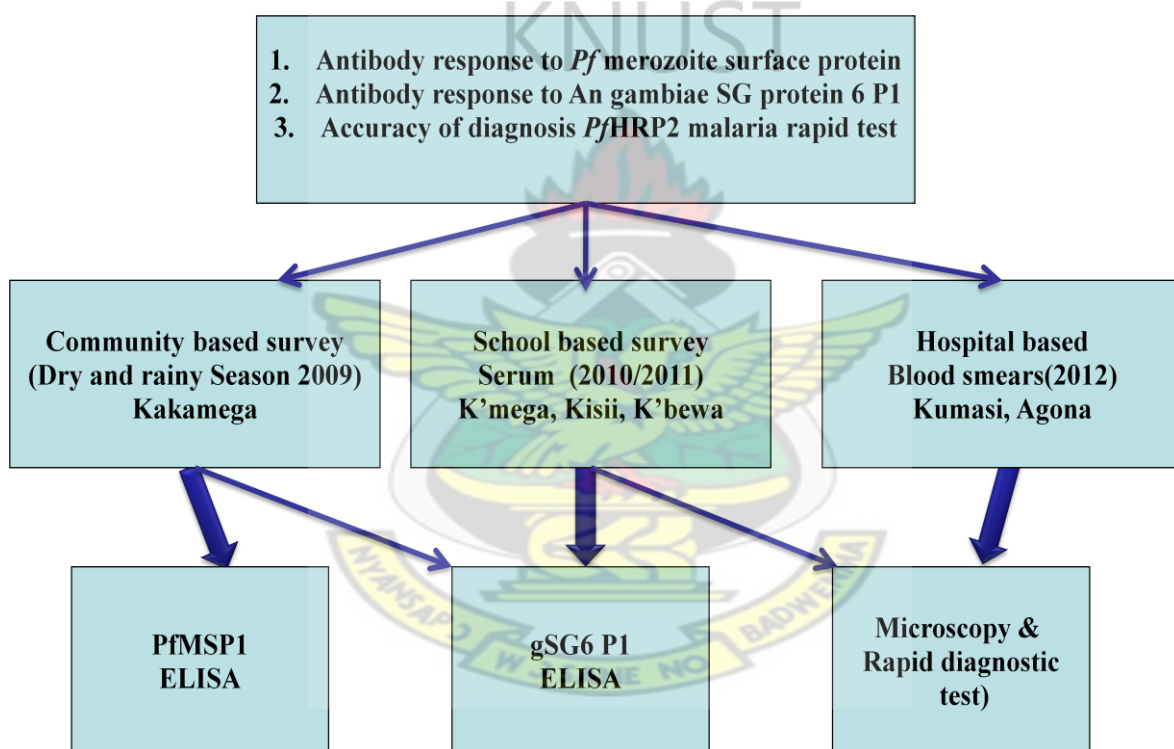 KNUST
1. Antibody response to Pf merozoite surface protein
2. Antibody response to An gambiae SG protein 6 P1
3. Accuracy of diagnosis PfHRP2 malaria rapid test
Community based survey
(Dry and rainy Season 2009)
Kakamega
School based survey
Serum (2010/2011)
K'mega, Kisii, K'bewa
Hospital based
Blood smears(2012)
Kumasi, Agona
PfMSP1
ELISA
gSG6 P1
ELISA
Microscopy &
Rapid diagnostic
test)
NYANSAPO
NO
BADWENMA